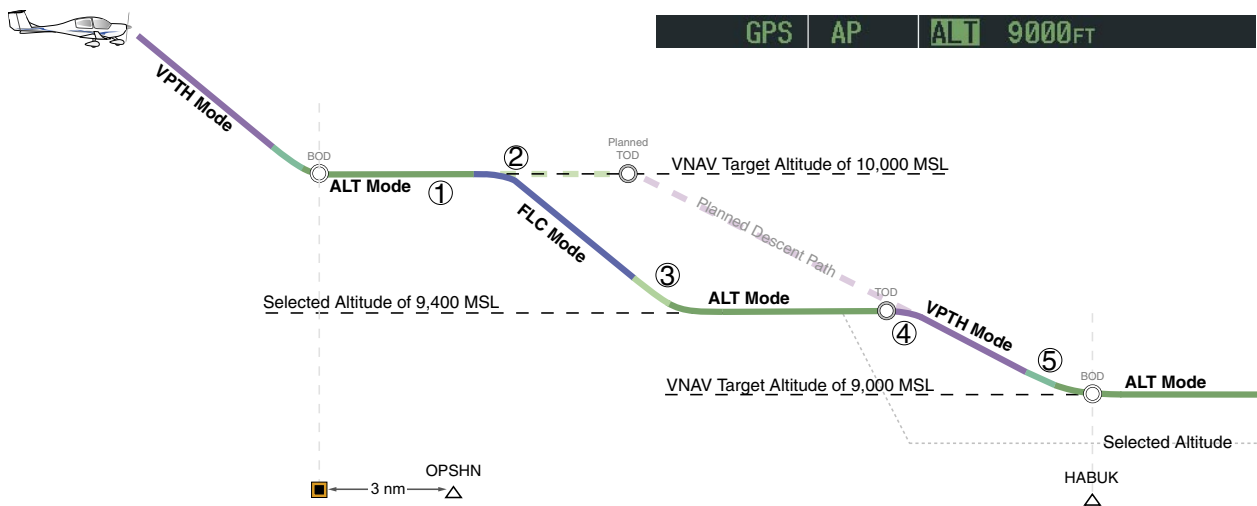 GPS AP ALT 9000FT
VPTH Mode
BOD
ALT Mode
①
②
Planned
TOD
VNAV Target Altitude of 10,000 MSL
FLC Mode
Planned Descent Path
③
Selected Altitude of 9,400 MSL
ALT Mode
TOD
④
VPTH Mode
⑤
VNAV Target Altitude of 9,000 MSL
BOD
ALT Mode
Selected Altitude
OPSHN
3 nm
HABUK